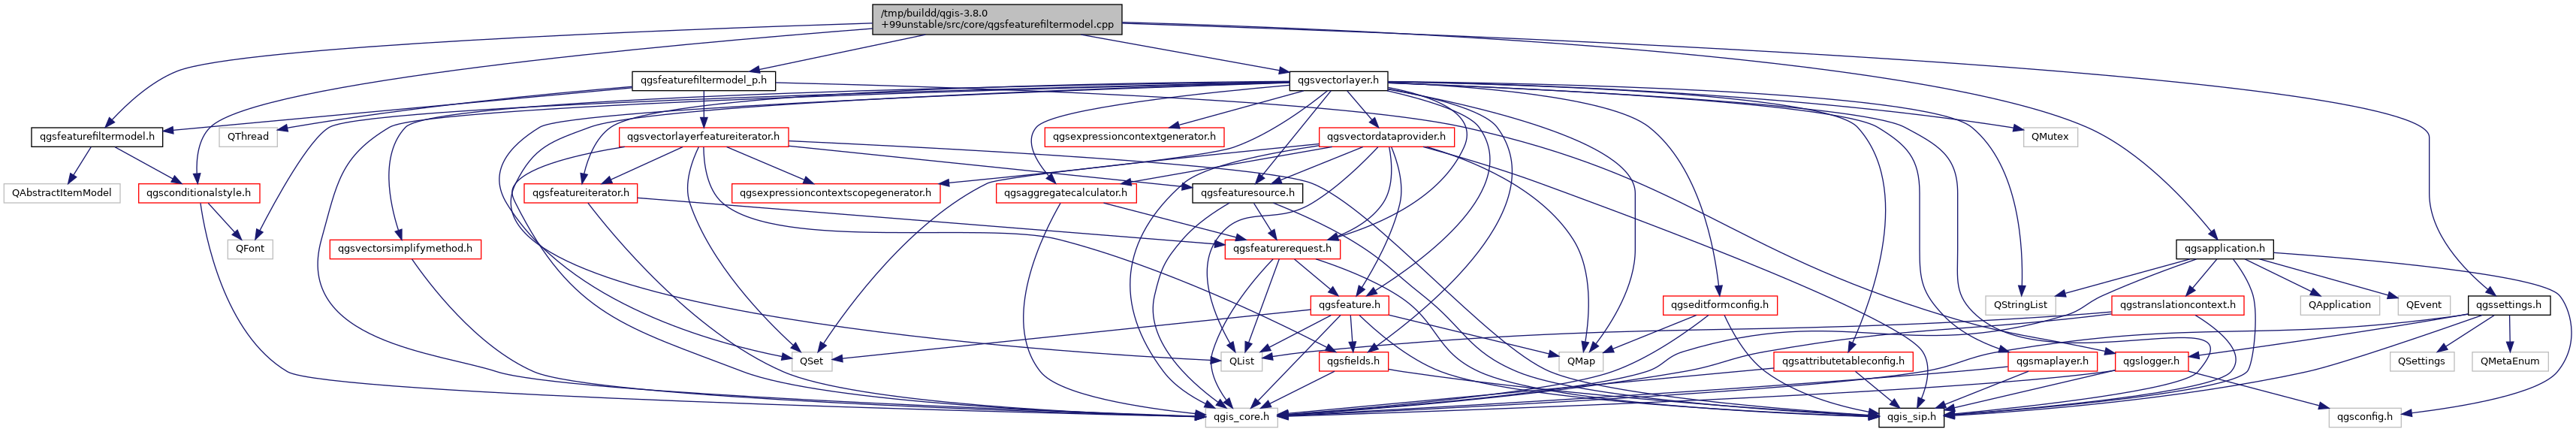 /tmp/buildd/qgis-3.8.0
+99unstable/src/core/qgsfeaturefiltermodel.cpp
qgsfeaturefiltermodel_p.h
qgsvectorlayer.h
qgsfeaturefiltermodel.h
QThread
qgsvectorlayerfeatureiterator.h
qgsexpressioncontextgenerator.h
qgsvectordataprovider.h
QMutex
QAbstractItemModel
qgsconditionalstyle.h
qgsfeatureiterator.h
qgsexpressioncontextscopegenerator.h
qgsaggregatecalculator.h
qgsfeaturesource.h
QFont
qgsvectorsimplifymethod.h
qgsfeaturerequest.h
qgsapplication.h
qgsfeature.h
qgseditformconfig.h
QStringList
qgstranslationcontext.h
QApplication
QEvent
qgssettings.h
QSet
QList
qgsfields.h
QMap
qgsattributetableconfig.h
qgsmaplayer.h
qgslogger.h
QSettings
QMetaEnum
qgis_core.h
qgis_sip.h
qgsconfig.h